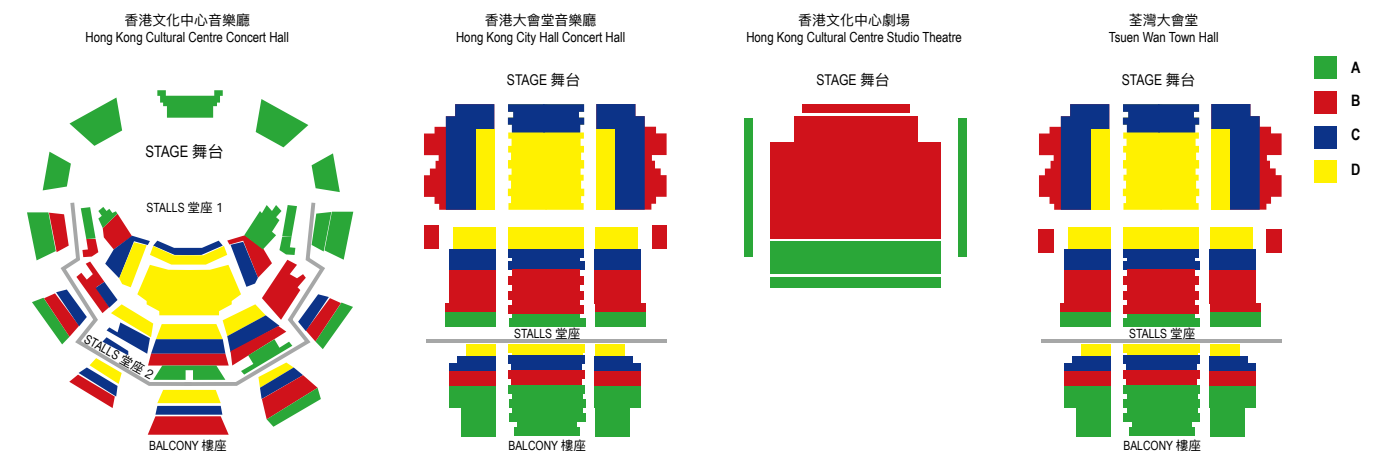 香港文化中心音樂廳
Hong Kong Cultural Centre Concert Hall
STAGE 舞台
STALLS 堂座 1
STALLS 堂座 2
BALCONY 樓座
香港大會堂音樂廳
Hong Kong City Hall Concert Hall
STAGE 舞台
STALLS 堂座
BALCONY 樓座
香港文化中心劇場
Hong Kong Cultural Centre Studio Theatre
STAGE 舞台
荃灣大會堂
Tsuen Wan Town Hall
STAGE 舞台
STALLS 堂座
BALCONY 樓座
A
B
C
D